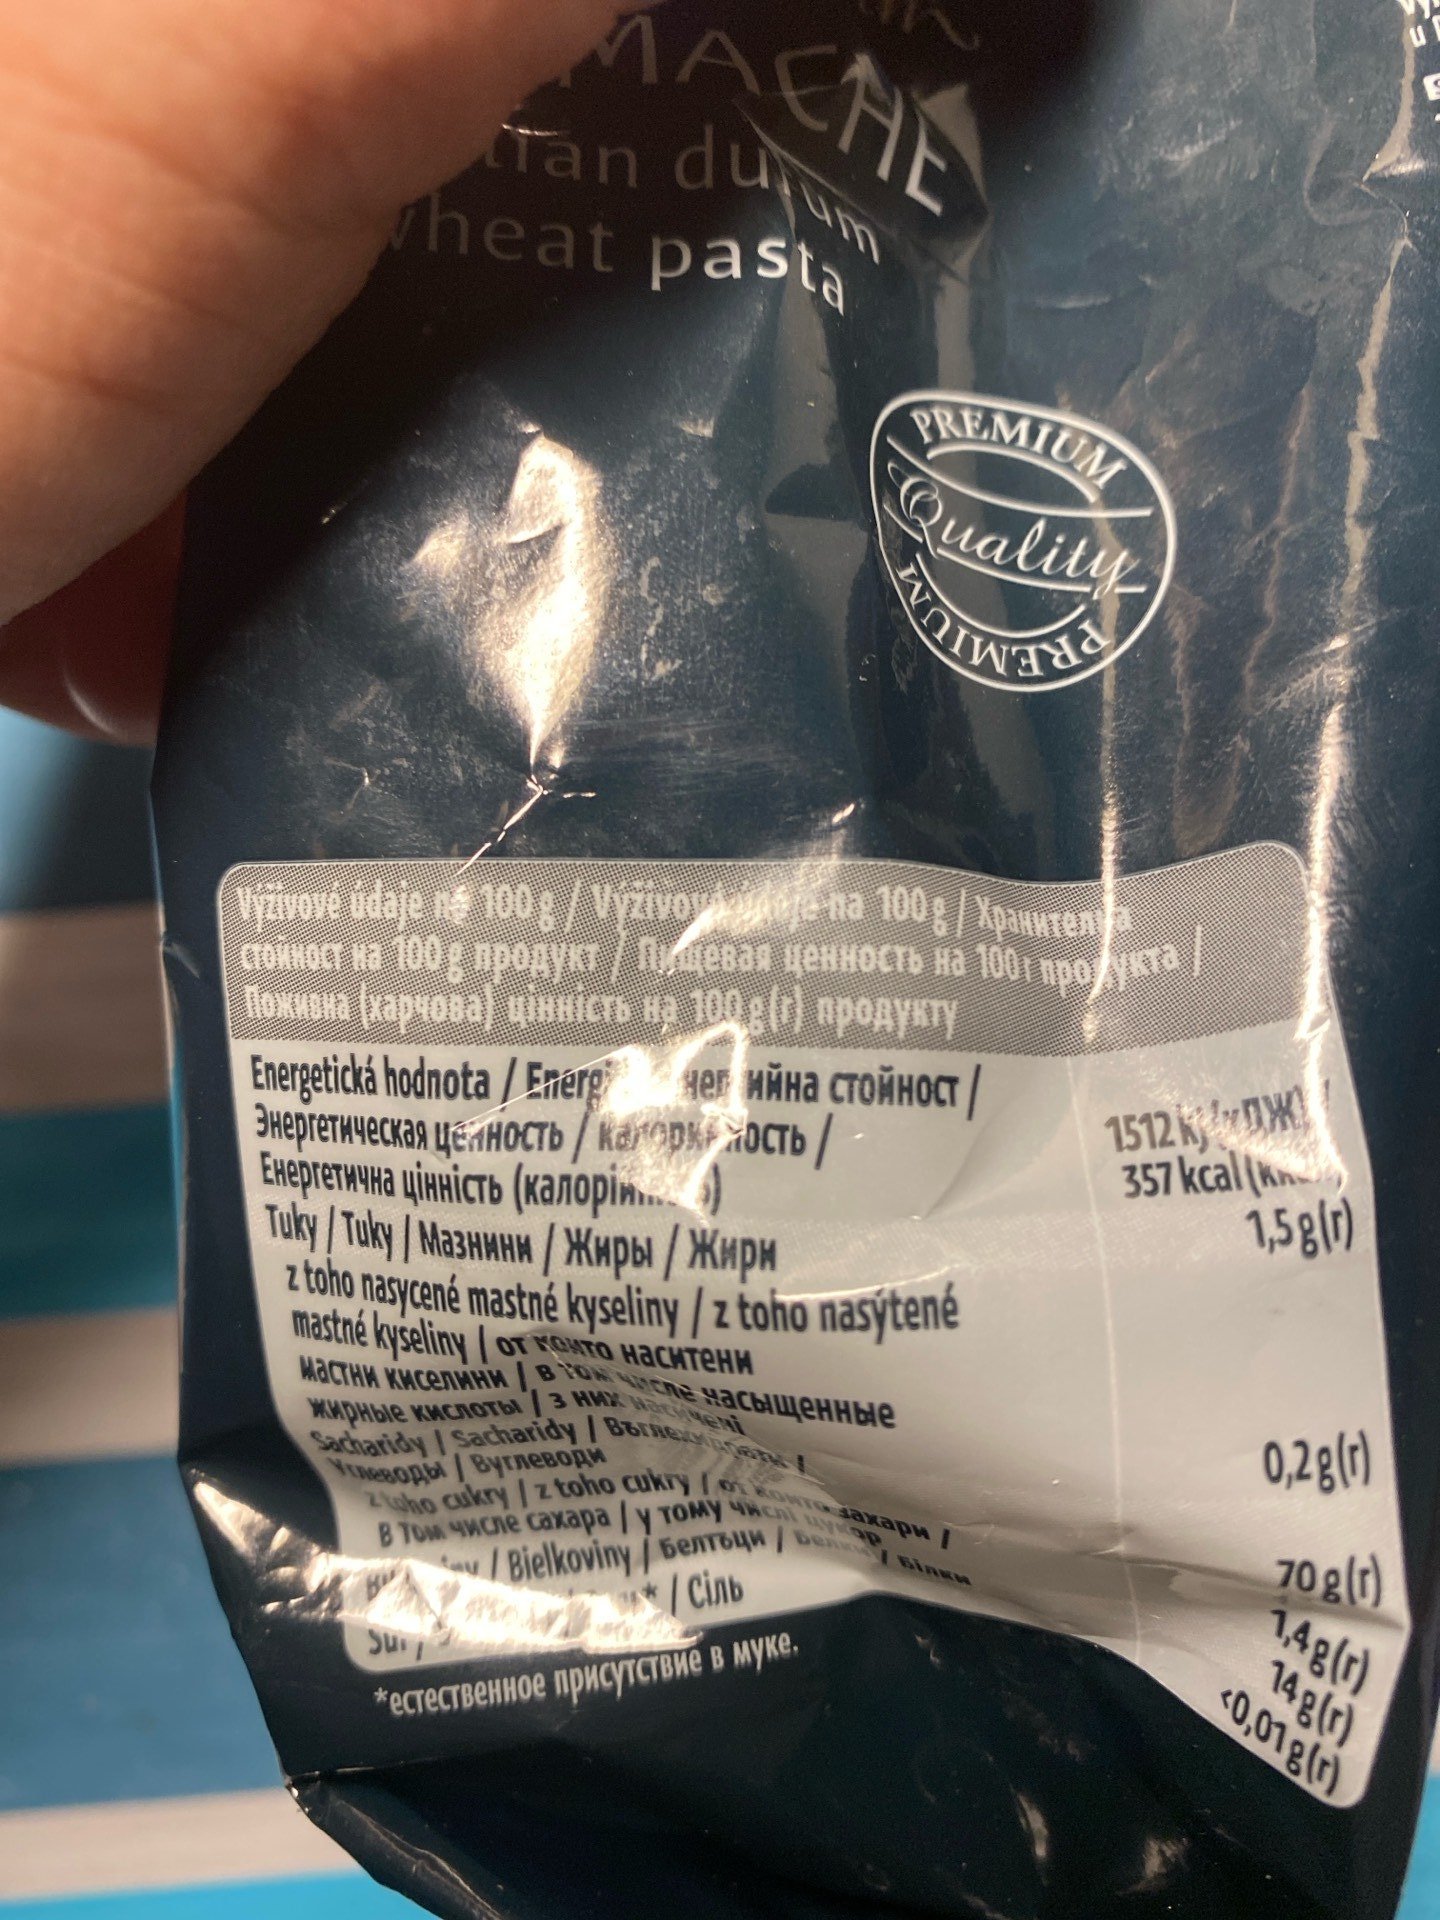 MACHE
durum
wheat pasta
PREMIUM
Quality
PREMIUM
Výživové údaje na 100 g / Výživové údaje na 100 g / Хранителна
стойност на 100 g продукт / Пищевая ценность на 100г продукта /
Поживна (харчова) цінність на 100 g(г) продукту
Energetická hodnota / стойност /
Энергетическая ценность /
Енергетична цінність
1512 kJ
357 kcal
Tuky / Tuky / Мазнини / Жиры / Жири 1,5 g(г)
z toho nasycené mastné kyseliny / z toho nasýtené
mastné kyseliny / от които наситени
мастни киселини / в том числе насыщенные
жирные кислоты / з них насичені 0,2 g(г)
Sacharidy / Sacharidy / Въглехидрати /
Углеводы / Вуглеводи 70 g(г)
z toho cukry / z toho cukry / от които захари /
в том числе сахара / у тому числі цукор 1,4 g(г)
/ Bielkoviny / Белтъци / / Білки 14 g(г)
* / Сіль <0,01 g(г)
*естественное присутствие в муке.